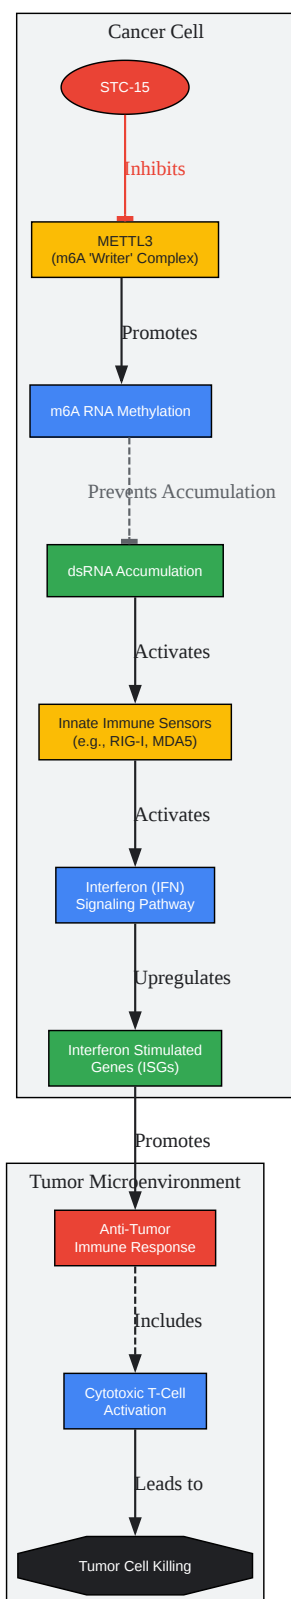 Cancer Cell
STC-15
Inhibits
METTL3
(m6A 'Writer' Complex)
Promotes
m6A RNA Methylation
Prevents Accumulation
dsRNA Accumulation
Activates
Innate Immune Sensors
(e.g., RIG-I, MDA5)
Activates
Interferon (IFN)
Signaling Pathway
Upregulates
Interferon Stimulated
Genes (ISGs)
Promotes
Tumor Microenvironment
Anti-Tumor
Immune Response
Includes
Cytotoxic T-Cell
Activation
Leads to
Tumor Cell Killing